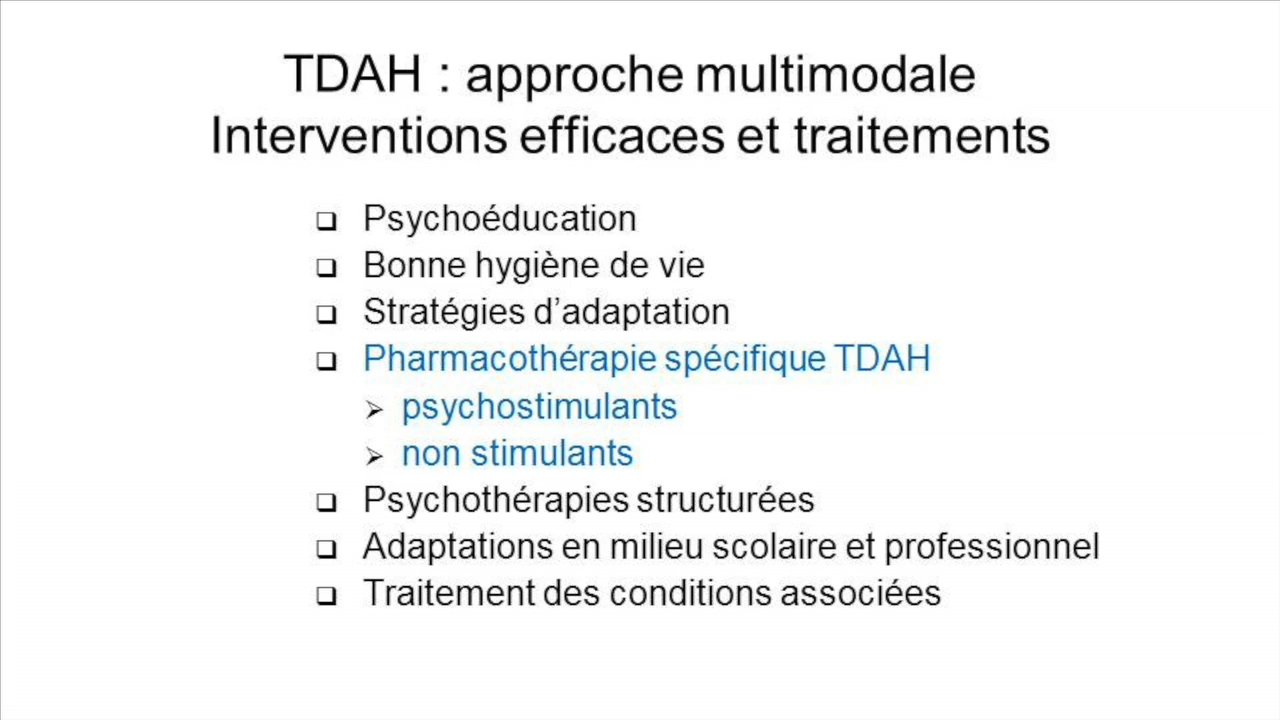 TDAH : approche multimodale
Interventions efficaces et traitements
❑ Psychoéducation
❑ Bonne hygiène de vie
❑ Stratégies d’adaptation
❑ Pharmacothérapie spécifique TDAH
➢ psychostimulants
➢ non stimulants
❑ Psychothérapies structurées
❑ Adaptations en milieu scolaire et professionnel
❑ Traitement des conditions associées